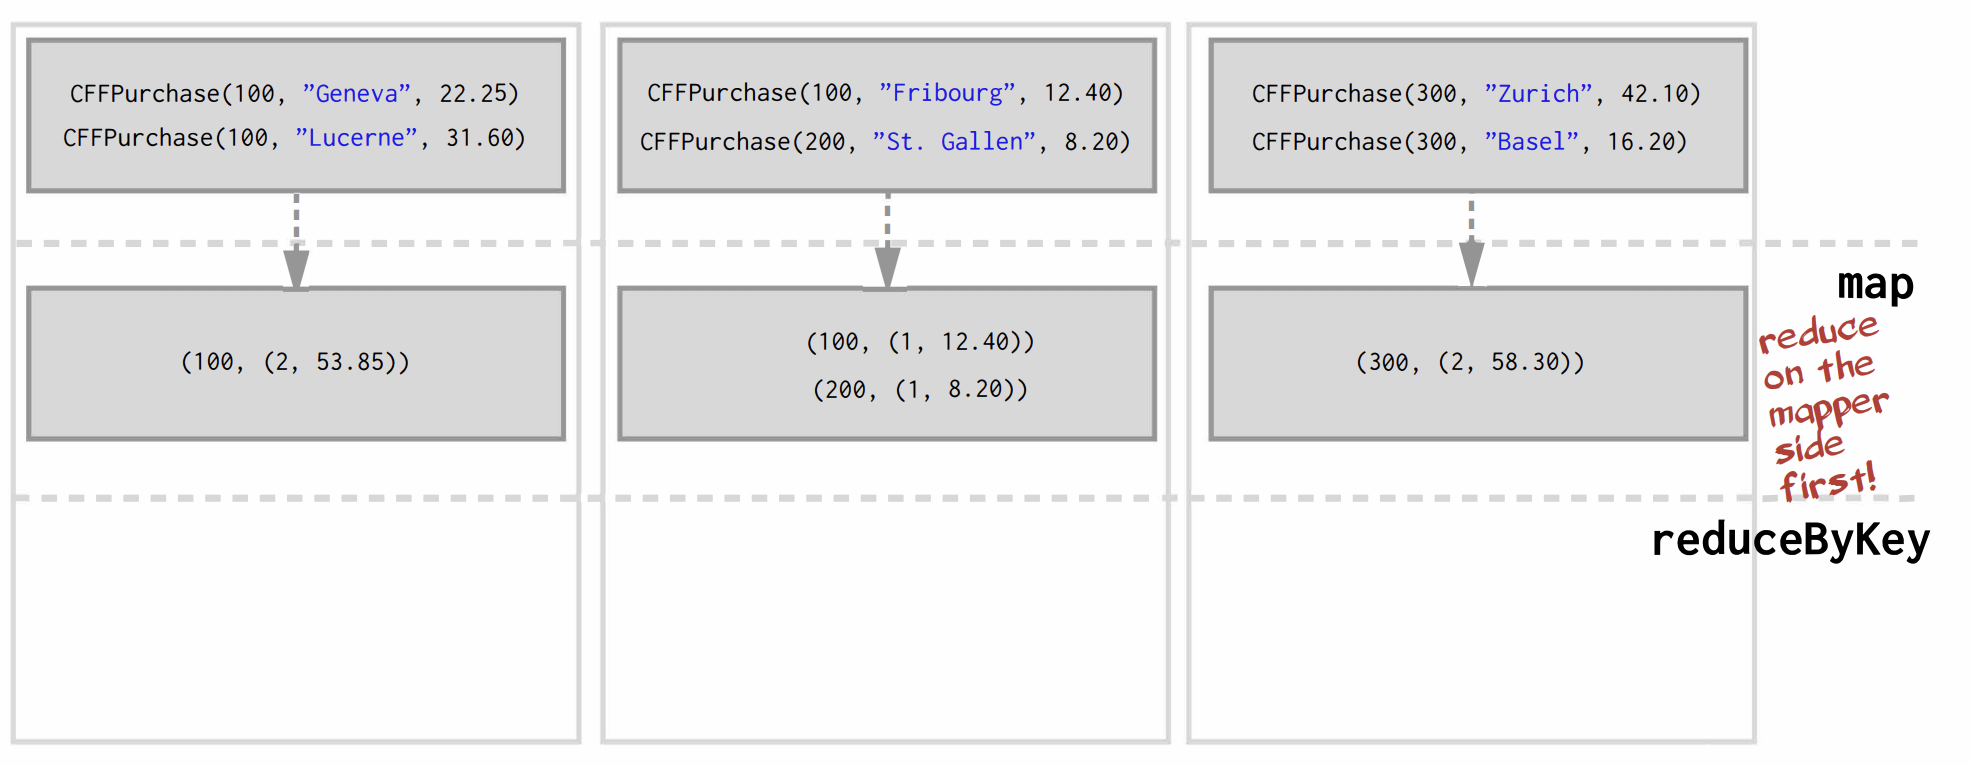 CFFPurchase(100, ”Geneva”, 22.25)
CFFPurchase(100, ”Lucerne”, 31.60)
CFFPurchase(100, ”Fribourg”, 12.40)
CFFPurchase(200, ”St. Gallen”, 8.20)
CFFPurchase(300, ”Zurich”, 42.10)
CFFPurchase(300, ”Basel”, 16.20)
map
(100, (2, 53.85))
(100, (1, 12.40))
(200, (1, 8.20))
(300, (2, 58.30))
reduce
on the
mapper
side
first!
reduceByKey